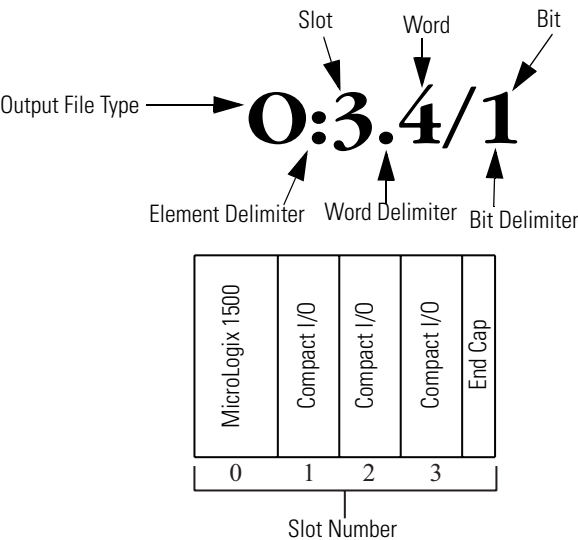 Slot
Word
Bit
Output File Type
O:3.4/1
Element Delimiter
Word Delimiter
Bit Delimiter
MicroLogix 1500
Compact I/O
Compact I/O
Compact I/O
End Cap
0 1 2 3
Slot Number